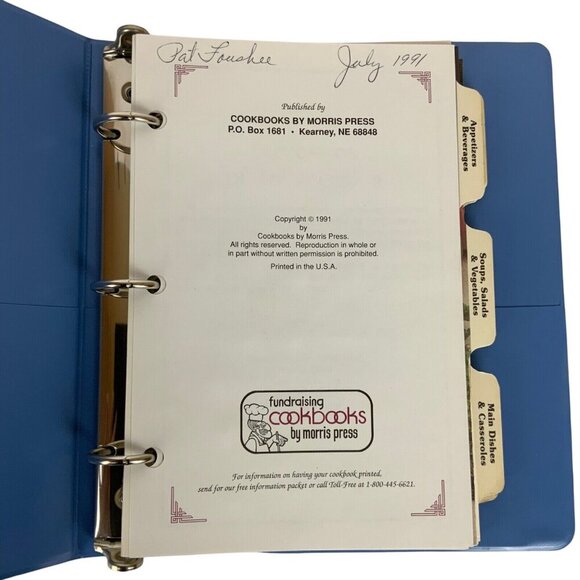 Pat Foushee July 1991
Published by
COOKBOOKS BY MORRIS PRESS
P.O. Box 1681 • Kearney, NE 68848
Copyright © 1991
by
Cookbooks by Morris Press.
All rights reserved. Reproduction in whole or
in part without written permission is prohibited.
Printed in the U.S.A.
fundraising
cookbooks
by morris press
For information on having your cookbook printed,
send for our free information packet or call Toll-Free at 1-800-445-6621.
Appetizers
& Beverages
Soups, Salads
& Vegetables
Main Dishes
& Casseroles